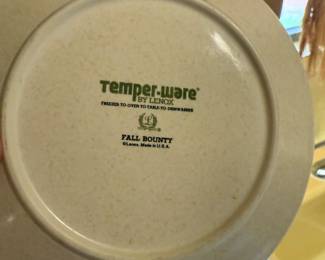 Temper-ware®
BY LENOX
FREEZER-TO-OVEN-TO-TABLE-TO-DISHWASHER
L
FALL BOUNTY
©Lenox. Made in U.S.A.